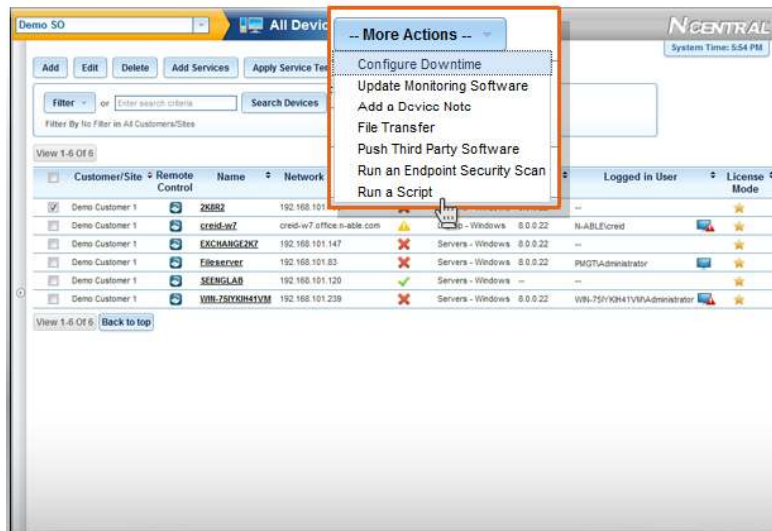 Demo SO
All Devic
N-CENTRAL
System Time: 5:54 PM
-- More Actions --
Configure Downtime
Update Monitoring Software
Add a Device Note
File Transfer
Push Third Party Software
Run an Endpoint Security Scan
Run a Script
Add Edit Delete Add Services Apply Service Te
Filter or Enter search criteria Search Devices
Filter By No Filter in All Customers/Sites
View 1-6 Of 6
Customer/Site Remote Control Name Network Logged in User License Mode
Demo Customer 1 2K8R2 192.168.101 --
Demo Customer 1 creid-w7 creid-w7.office.n-able.com - Windows 8.0.0.22 N-ABLE\creid
Demo Customer 1 EXCHANGE2K7 192.168.101.147 Servers - Windows 8.0.0.22 --
Demo Customer 1 Fileserver 192.168.101.83 Servers - Windows 8.0.0.22 PMGT\Administrator
Demo Customer 1 SEENGLAB 192.168.101.120 Servers - Windows -- --
Demo Customer 1 WIN-75IYKIH41VM 192.168.101.239 Servers - Windows 8.0.0.22 WIN-75IYKIH41VM\Administrator
View 1-6 Of 6 Back to top